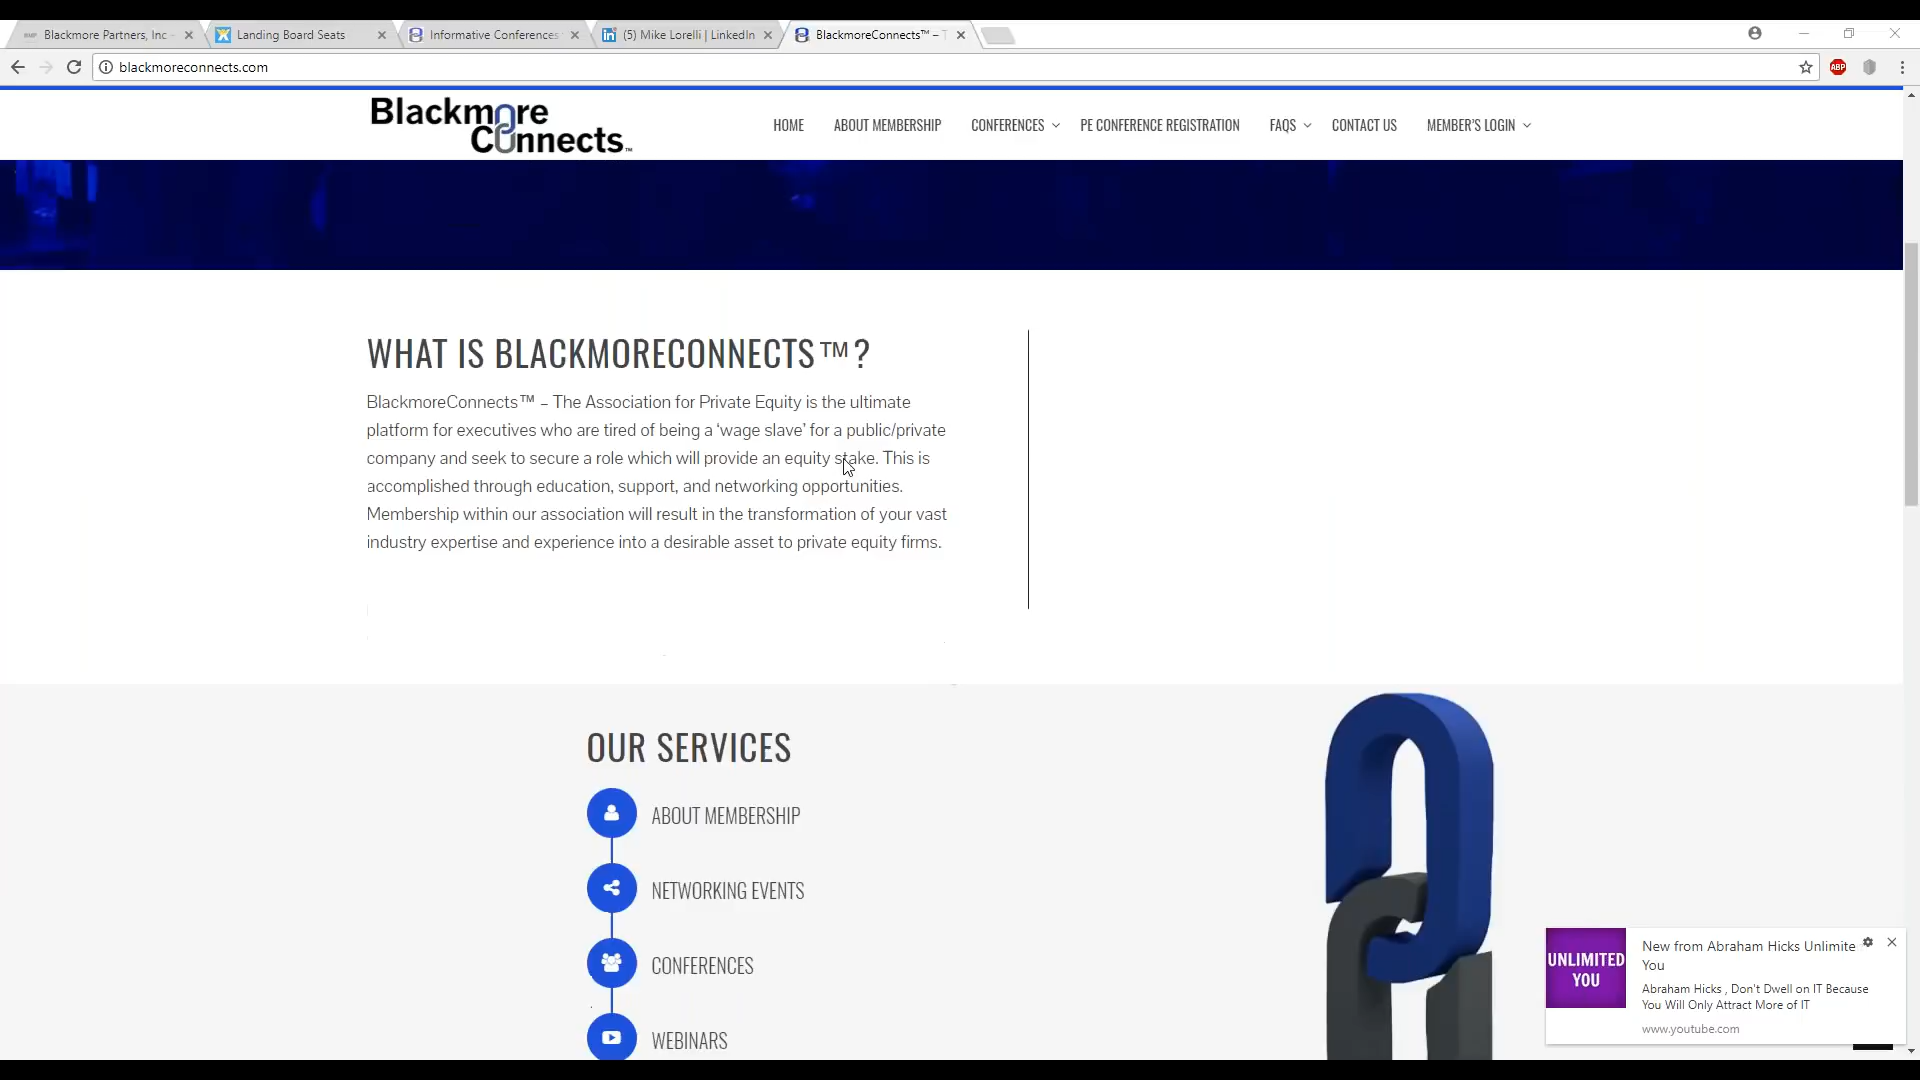 Blackmore Partners, Inc
Landing Board Seats
Informative Conferences
(5) Mike Lorelli | LinkedIn
BlackmoreConnects™ – T
blackmoreconnects.com
ABP
Blackmore
Connects™
HOME
ABOUT MEMBERSHIP
CONFERENCES
PE CONFERENCE REGISTRATION
FAQS
CONTACT US
MEMBER'S LOGIN
WHAT IS BLACKMORECONNECTS™?
BlackmoreConnects™ – The Association for Private Equity is the ultimate
platform for executives who are tired of being a ‘wage slave’ for a public/private
company and seek to secure a role which will provide an equity stake. This is
accomplished through education, support, and networking opportunities.
Membership within our association will result in the transformation of your vast
industry expertise and experience into a desirable asset to private equity firms.
OUR SERVICES
ABOUT MEMBERSHIP
NETWORKING EVENTS
CONFERENCES
WEBINARS
UNLIMITED
YOU
New from Abraham Hicks Unlimite
You
Abraham Hicks , Don't Dwell on IT Because
You Will Only Attract More of IT
www.youtube.com